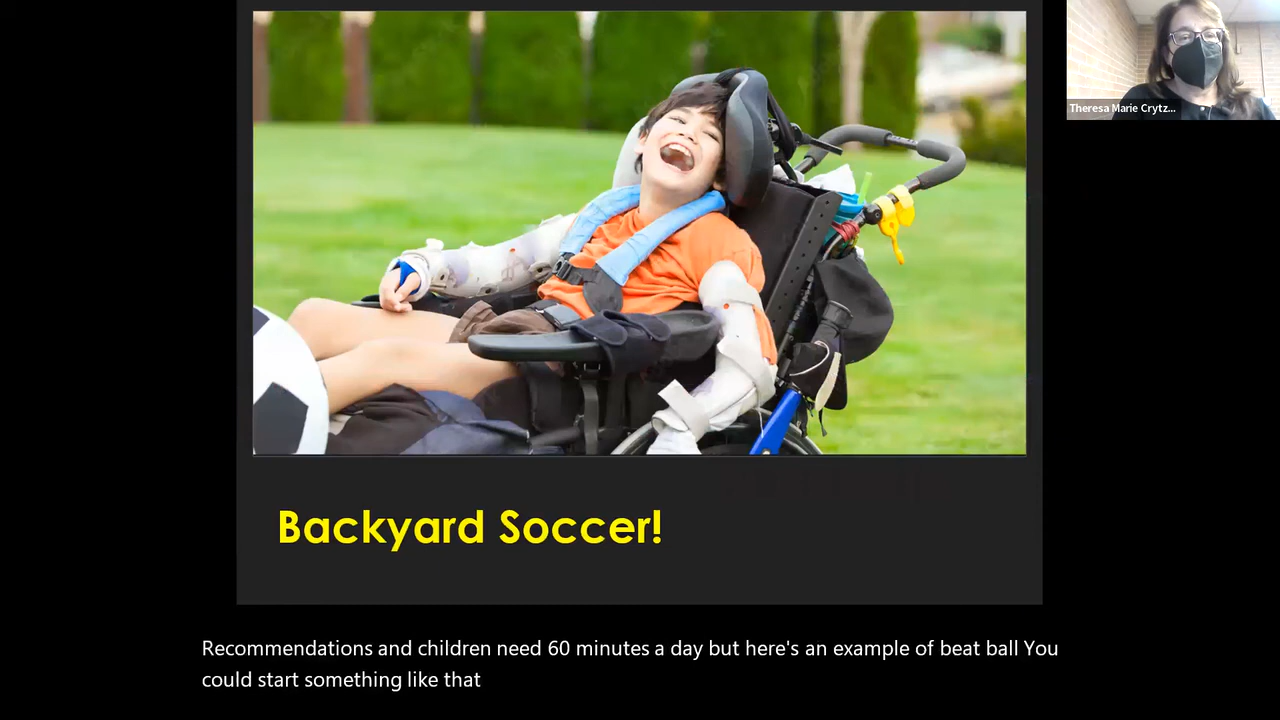 Theresa Marie Crytz...
Backyard Soccer!
Recommendations and children need 60 minutes a day but here's an example of beat ball You
could start something like that